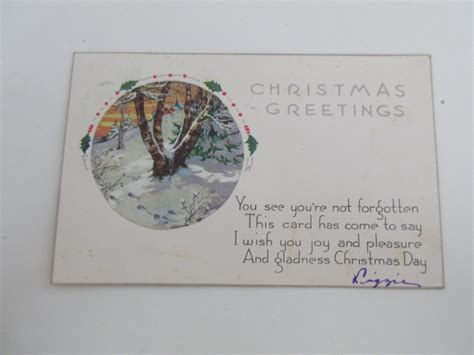 CHRISTMAS
- GREETINGS
You see you're not forgotten
This card has come to say
I wish you joy and pleasure
And gladness Christmas Day
Lizzie